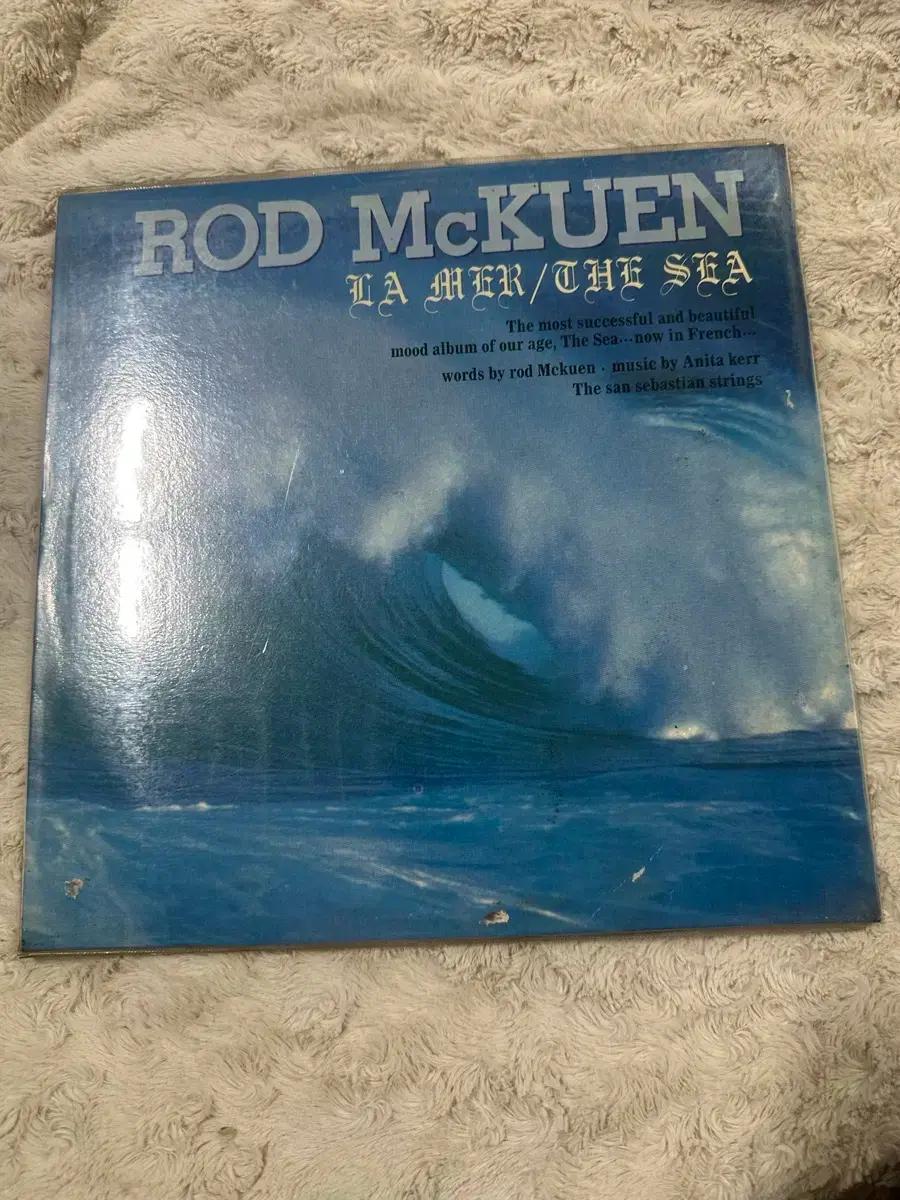 ROD McKUEN
LA MER/THE SEA
The most successful and beautiful
mood album of our age, The Sea···now in French···
words by rod Mckuen · music by Anita kerr
The san sebastian strings